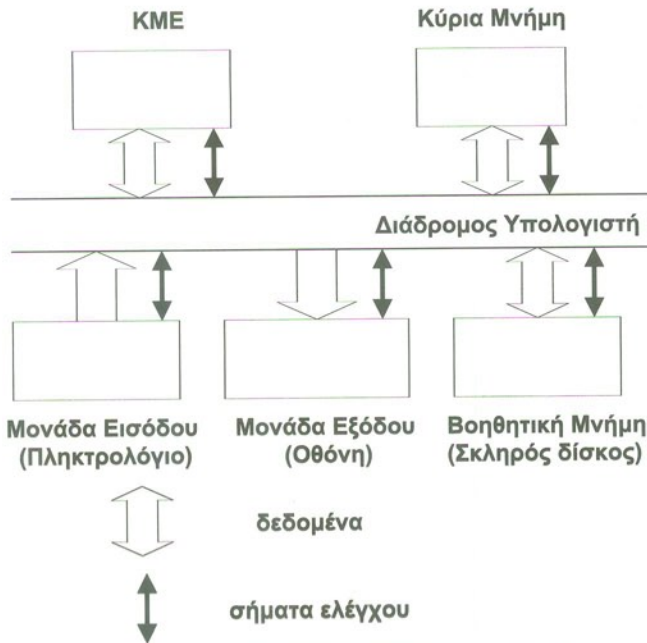 ΚΜΕ
Κύρια Μνήμη
Διάδρομος Υπολογιστή
Μονάδα Εισόδου
(Πληκτρολόγιο)
Μονάδα Εξόδου
(Οθόνη)
Βοηθητική Μνήμη
(Σκληρός δίσκος)
δεδομένα
σήματα ελέγχου